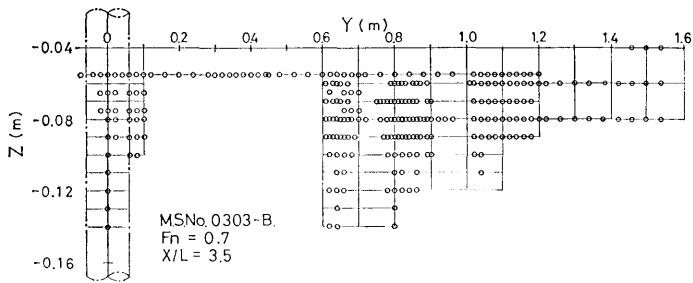 Y (m)
0 0.2 0.4 0.6 0.8 1.0 1.2 1.4 1.6
-0.04
-0.08
-0.12
-0.16
Z (m)
M.S.No. 0303-B.
Fn = 0.7
X/L = 3.5